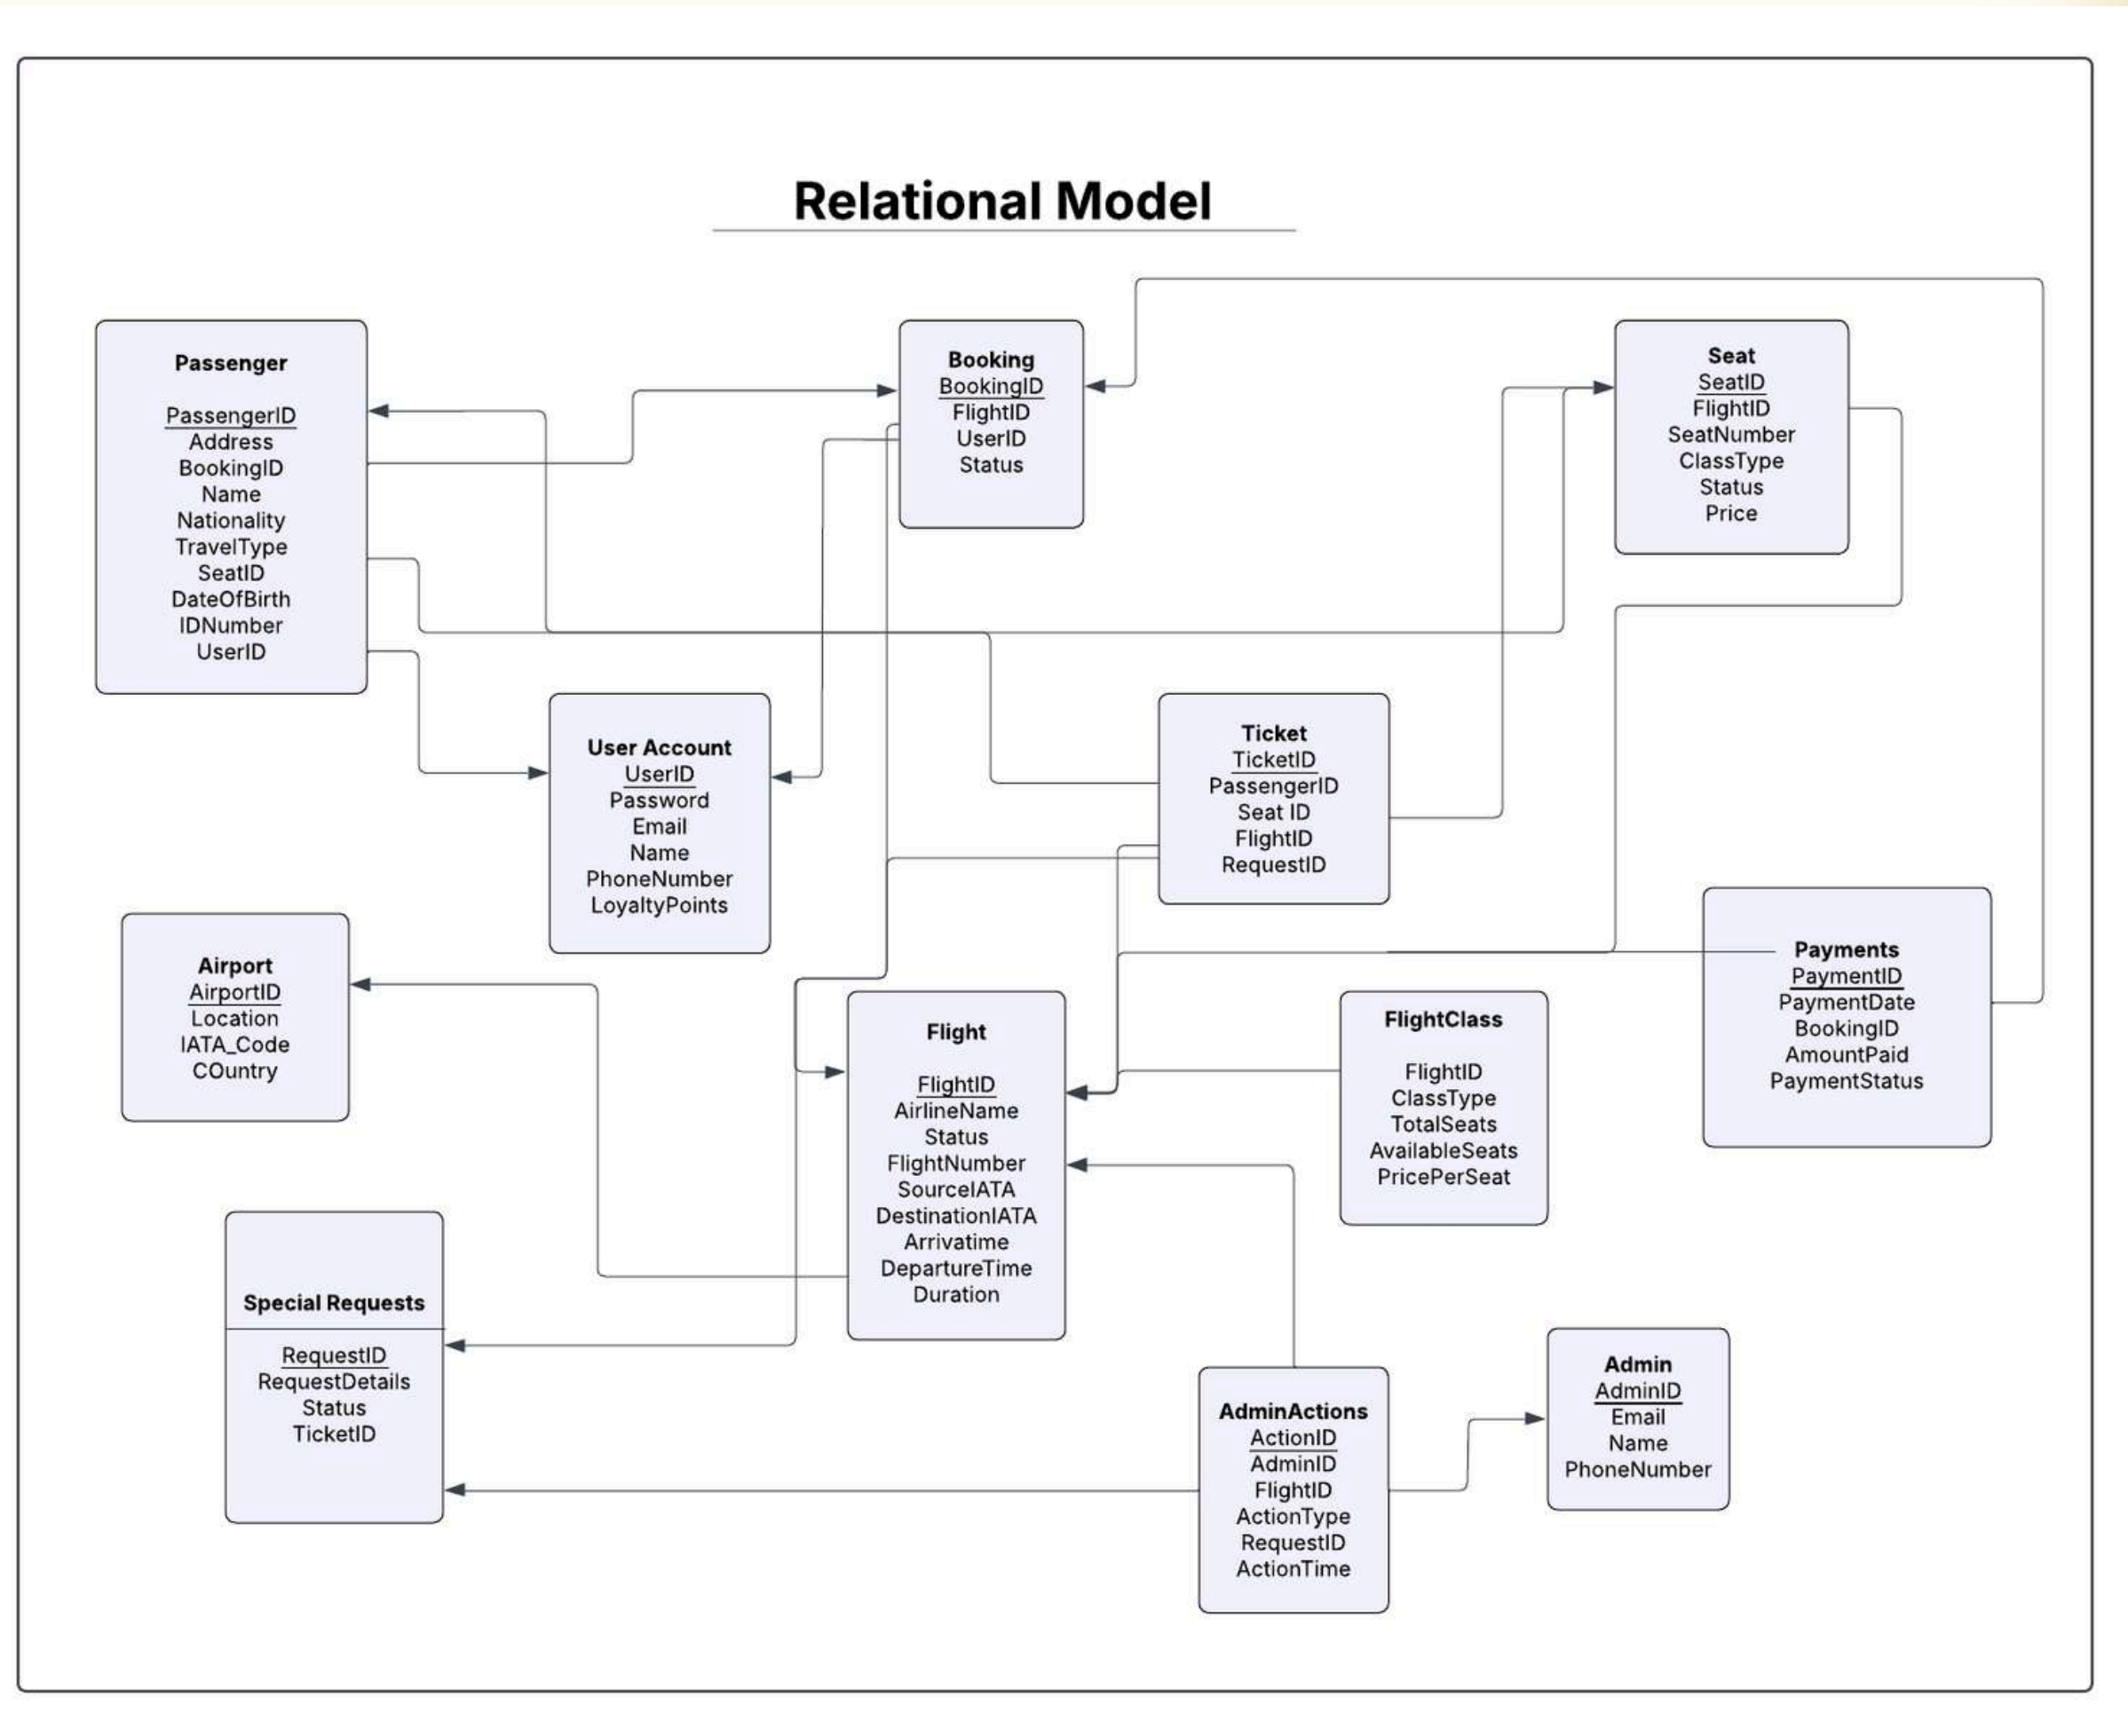 Relational Model
Passenger
PassengerID
Address
BookingID
Name
Nationality
TravelType
SeatID
DateOfBirth
IDNumber
UserID
Booking
BookingID
FlightID
UserID
Status
Seat
SeatID
FlightID
SeatNumber
ClassType
Status
Price
User Account
UserID
Password
Email
Name
PhoneNumber
LoyaltyPoints
Ticket
TicketID
PassengerID
Seat ID
FlightID
RequestID
Payments
PaymentID
PaymentDate
BookingID
AmountPaid
PaymentStatus
Airport
AirportID
Location
IATA_Code
COuntry
Flight
FlightID
AirlineName
Status
FlightNumber
SourceIATA
DestinationIATA
Arrivatime
DepartureTime
Duration
FlightClass
FlightID
ClassType
TotalSeats
AvailableSeats
PricePerSeat
Special Requests
RequestID
RequestDetails
Status
TicketID
AdminActions
ActionID
AdminID
FlightID
ActionType
RequestID
ActionTime
Admin
AdminID
Email
Name
PhoneNumber